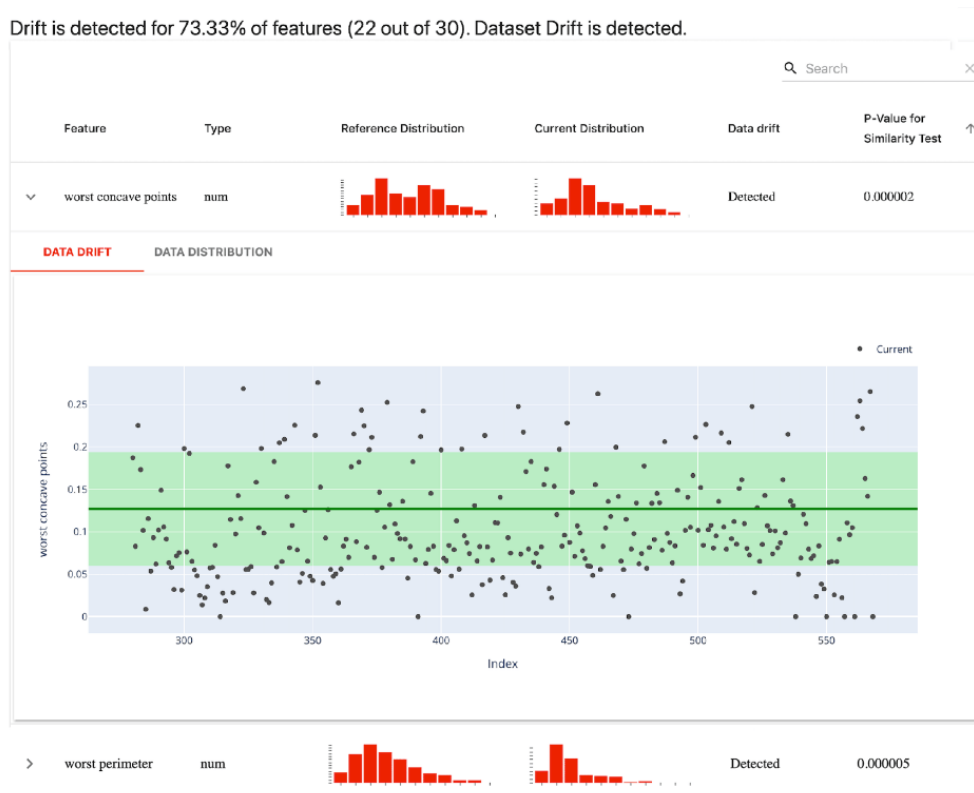 Drift is detected for 73.33% of features (22 out of 30). Dataset Drift is detected.
Search
Feature Type Reference Distribution Current Distribution Data drift P-Value for Similarity Test
worst concave points num Detected 0.000002
DATA DRIFT DATA DISTRIBUTION
Current
worst concave points
0.25
0.2
0.15
0.1
0.05
0
300 350 400 450 500 550
Index
worst perimeter num Detected 0.000005